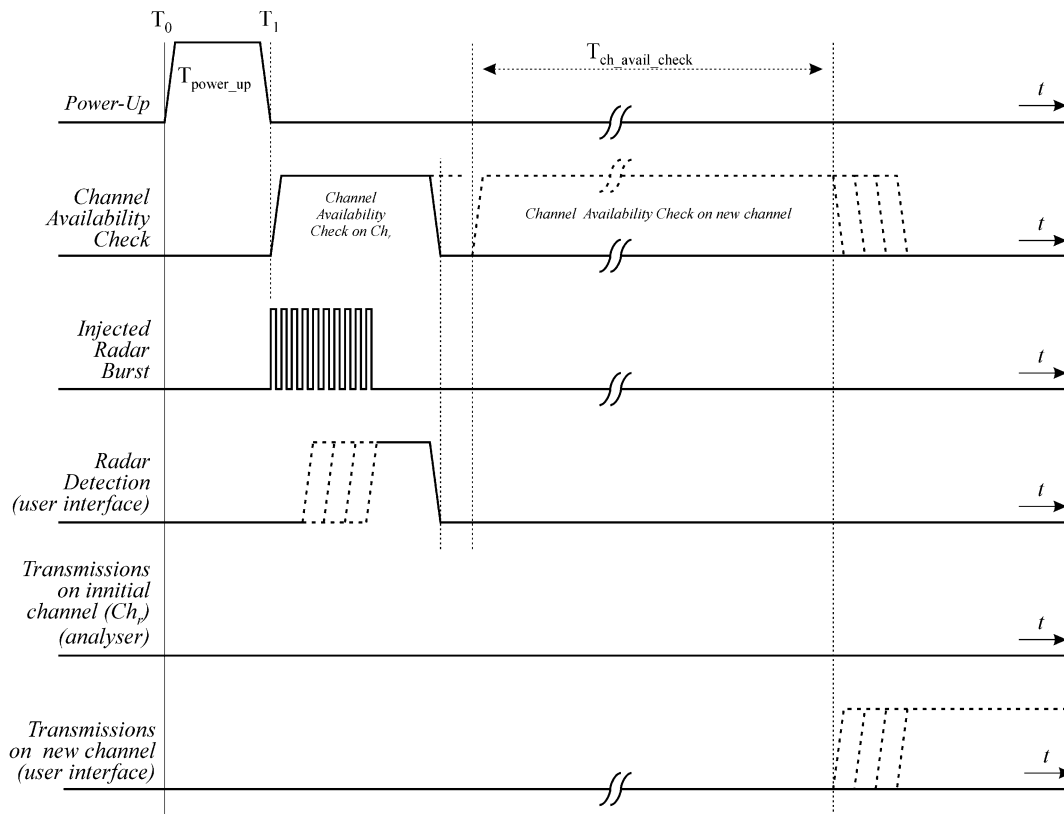 T0 T1
Tch_avail_check
Tpower_up
Power-Up
t
Channel
Availability
Check
Channel
Availability
Check on Chr
Channel Availability Check on new channel
t
Injected
Radar
Burst
t
Radar
Detection
(user interface)
t
Transmissions
on innitial
channel (Chr)
(analyser)
t
Transmissions
on new channel
(user interface)
t